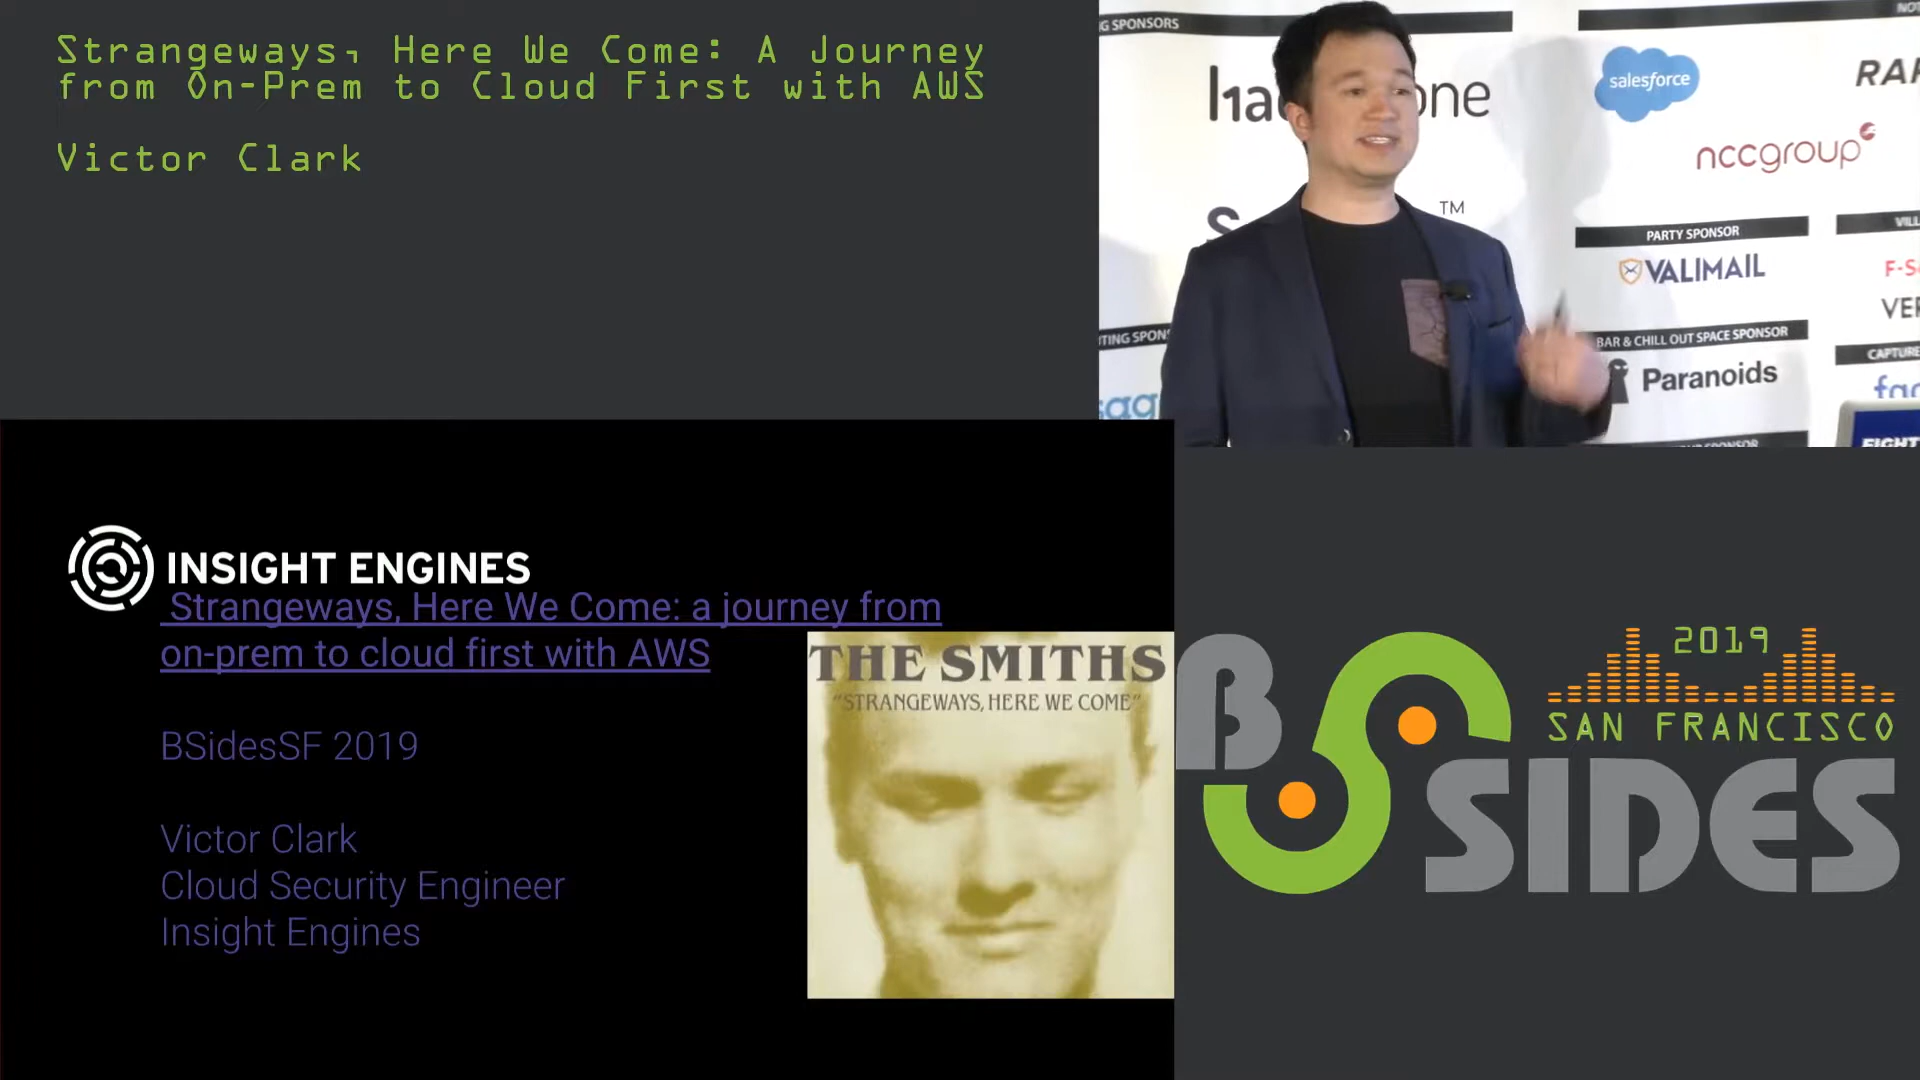 Strangeways, Here We Come: A Journey
from On-Prem to Cloud First with AWS
Victor Clark
SPONSORS
salesforce
nccgroup
TM
PARTY SPONSOR
VALIMAIL
BAR & CHILL OUT SPACE SPONSOR
Paranoids
INSIGHT ENGINES
Strangeways, Here We Come: a journey from
on-prem to cloud first with AWS
THE SMITHS
"STRANGEWAYS, HERE WE COME"
BSidesSF 2019
Victor Clark
Cloud Security Engineer
Insight Engines
2019
SAN FRANCISCO
BSIDES